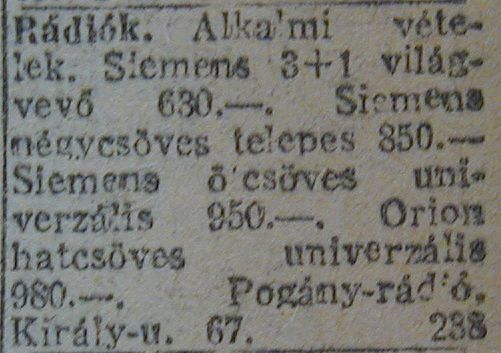 Rádiók. Alkalmi véte-
lek. Siemens 3+1 világ-
vevő 630.—. Siemens
négycsöves telepes 850.—
Siemens ötcsöves uni-
verzális 950.—. Orion
hatcsöves univerzális
980.—. Pogány-rádió,
Király-u. 67. 238